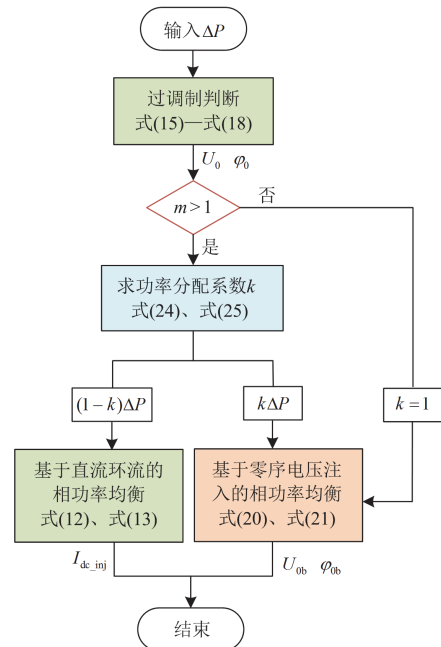 输入ΔP
过调制判断
式(15)—式(18)
U₀ φ₀
m>1
否
是
求功率分配系数k
式(24)、式(25)
(1-k)ΔP
kΔP
k=1
基于直流环流的
相功率均衡
式(12)、式(13)
基于零序电压注
入的相功率均衡
式(20)、式(21)
I_dc_inj
U_0b φ_0b
结束